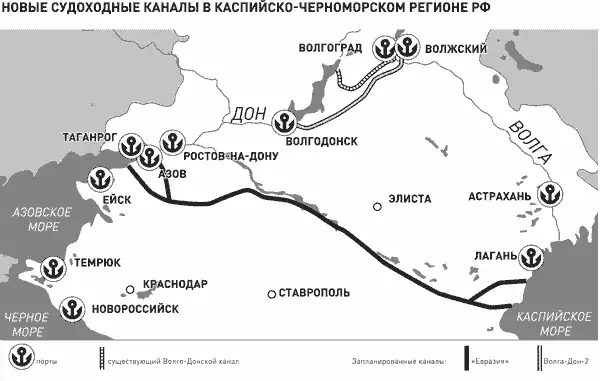 НОВЫЕ СУДОХОДНЫЕ КАНАЛЫ В КАСПИЙСКО-ЧЕРНОМОРСКОМ РЕГИОНЕ РФ
ВОЛГОГРАД
ВОЛЖСКИЙ
ДОН
ВОЛГОДОНСК
ВОЛГА
ТАГАНРОГ
РОСТОВ-НА-ДОНУ
АЗОВ
ЕЙСК
ЭЛИСТА
АСТРАХАНЬ
АЗОВСКОЕ
МОРЕ
ЛАГАНЬ
ТЕМРЮК
КРАСНОДАР
СТАВРОПОЛЬ
НОВОРОССИЙСК
ЧЕРНОЕ
МОРЕ
КАСПИЙСКОЕ
МОРЕ
порты
существующий Волго-Донской канал
Запланированные каналы:
«Евразия»
Волга-Дон-2